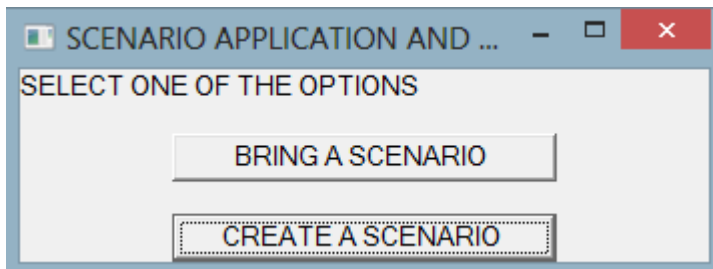 SCENARIO APPLICATION AND ...
SELECT ONE OF THE OPTIONS
BRING A SCENARIO
CREATE A SCENARIO